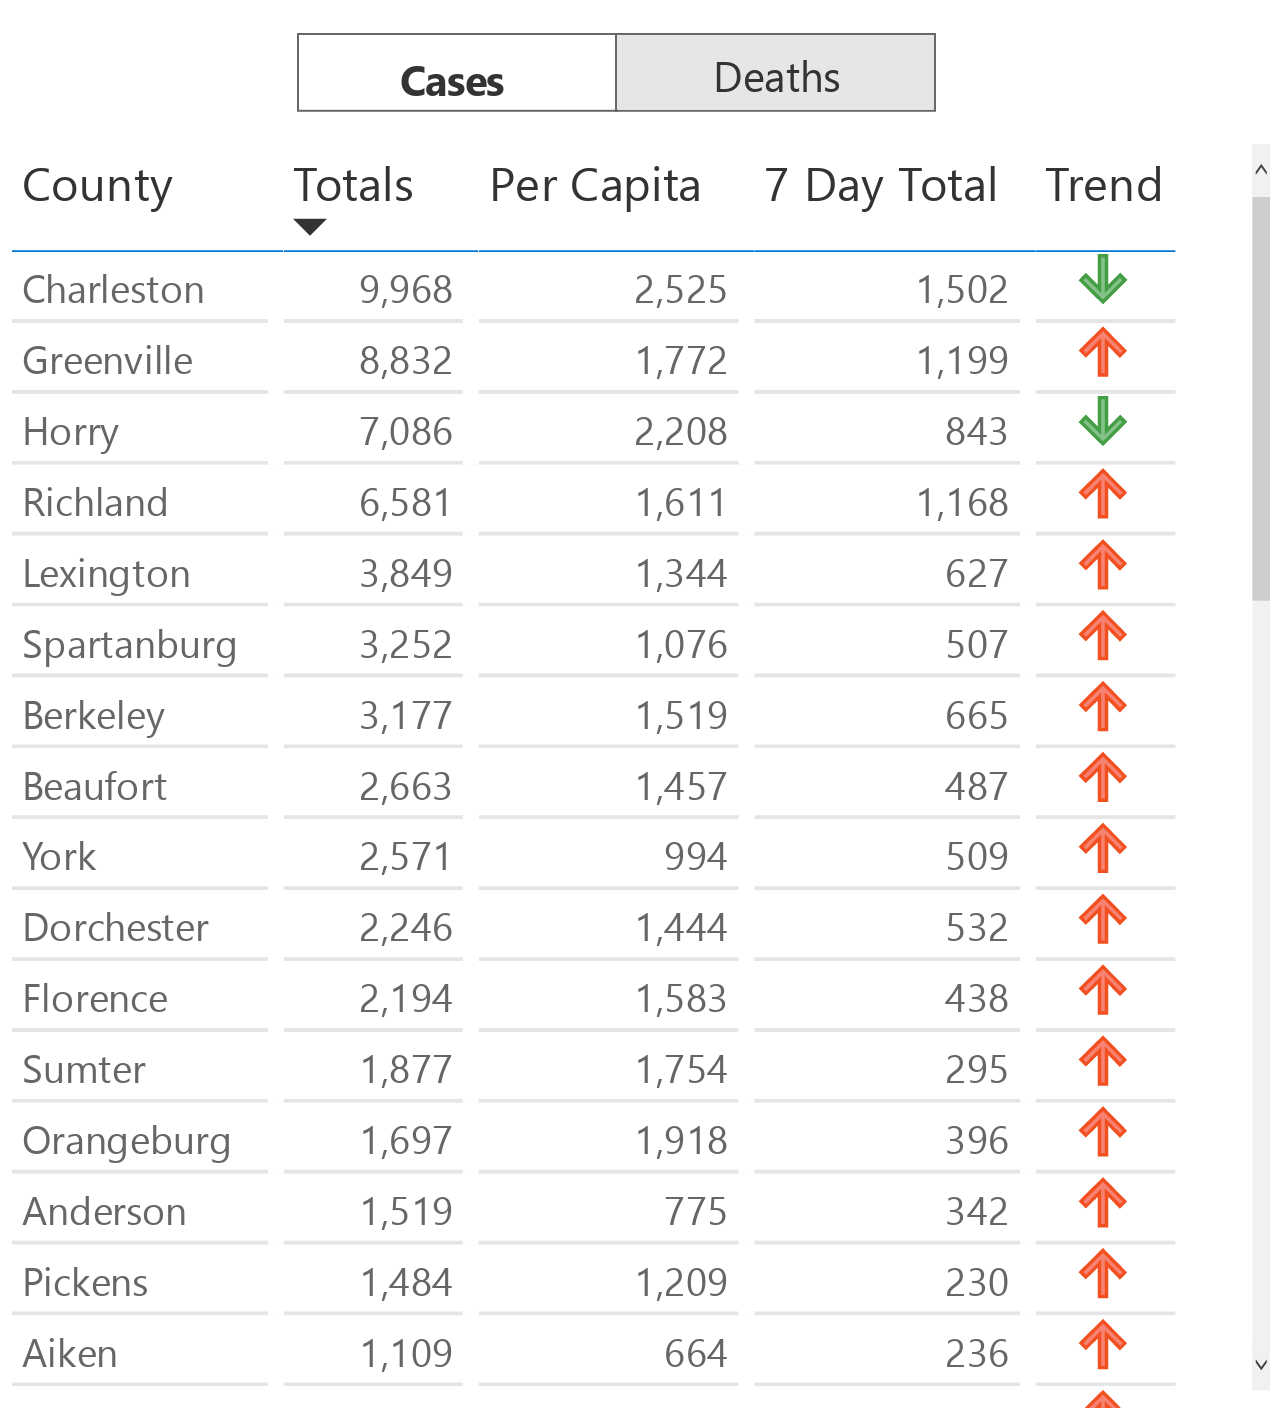 Cases Deaths
County Totals Per Capita 7 Day Total Trend
Charleston 9,968 2,525 1,502
Greenville 8,832 1,772 1,199
Horry 7,086 2,208 843
Richland 6,581 1,611 1,168
Lexington 3,849 1,344 627
Spartanburg 3,252 1,076 507
Berkeley 3,177 1,519 665
Beaufort 2,663 1,457 487
York 2,571 994 509
Dorchester 2,246 1,444 532
Florence 2,194 1,583 438
Sumter 1,877 1,754 295
Orangeburg 1,697 1,918 396
Anderson 1,519 775 342
Pickens 1,484 1,209 230
Aiken 1,109 664 236